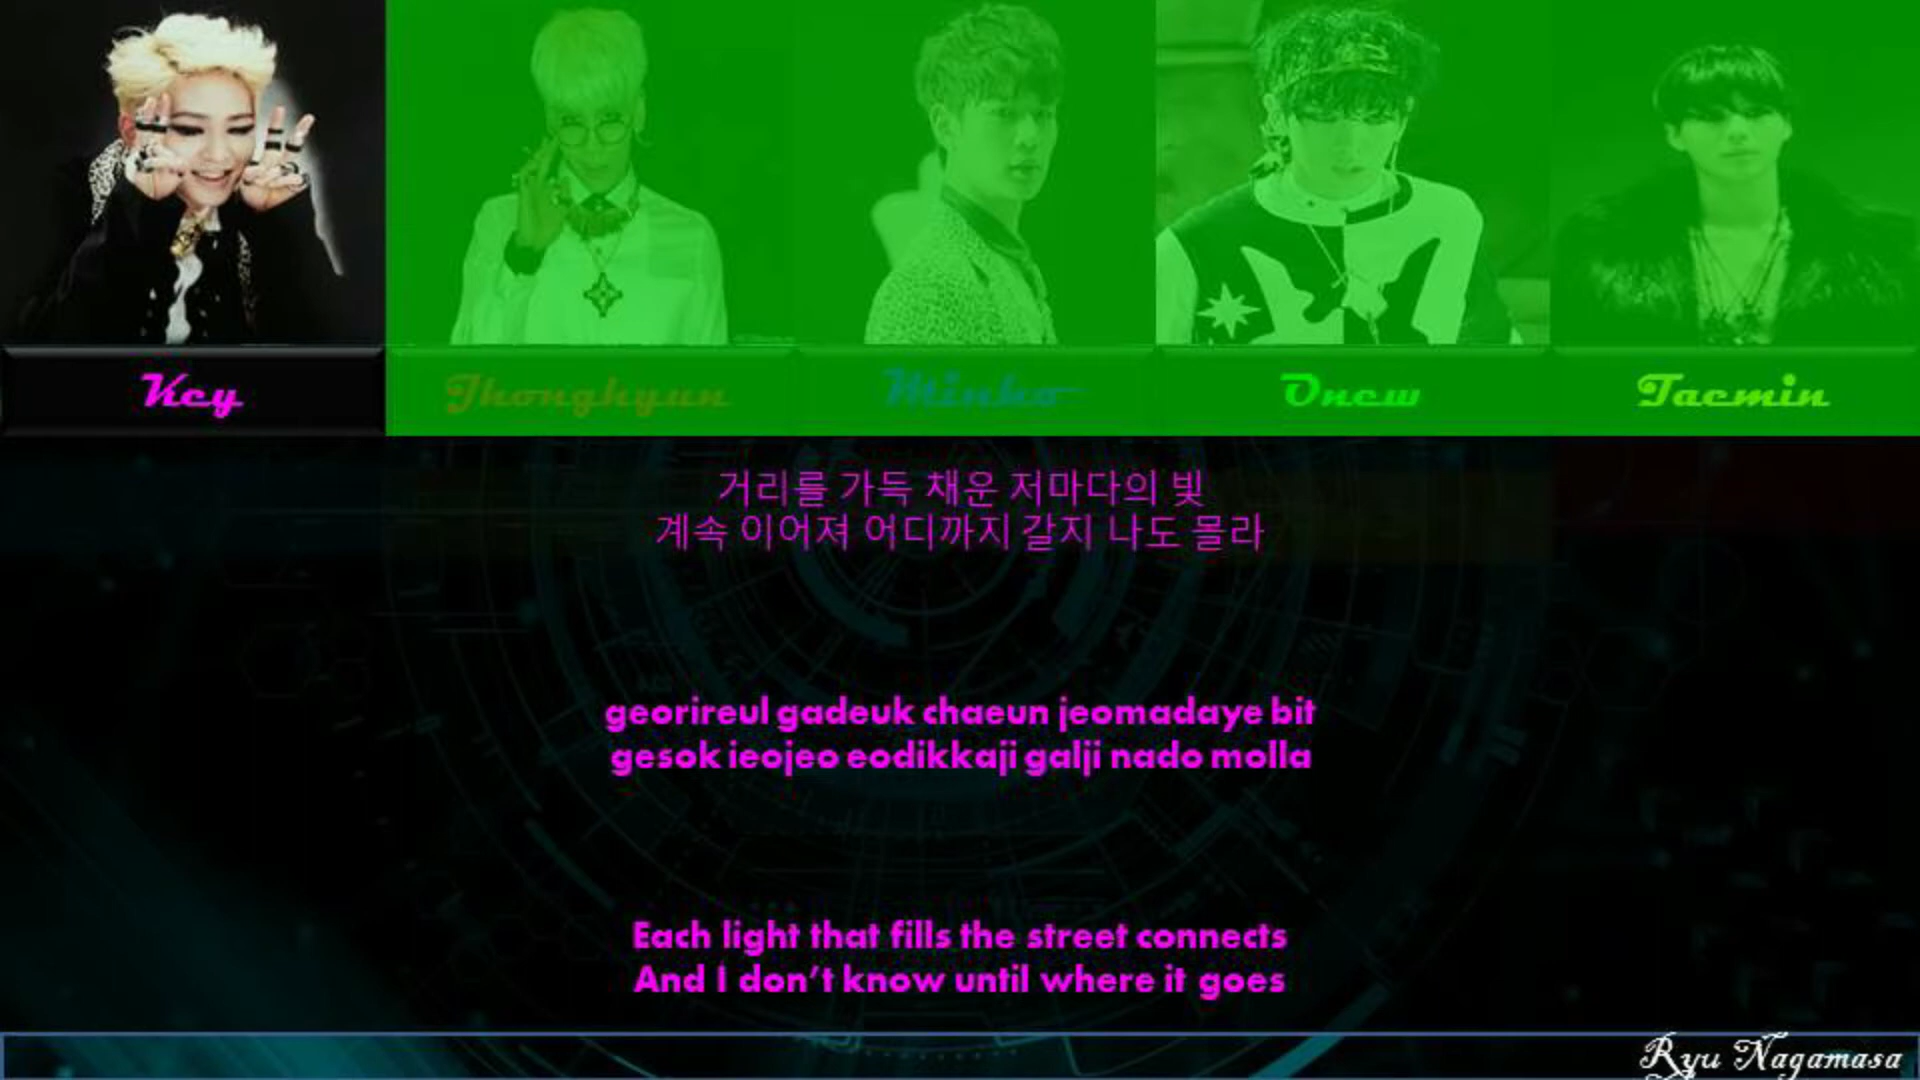 Key
Jhonghyun
Minho
Onew
Taemin
거리를 가득 채운 저마다의 빛
계속 이어져 어디까지 갈지 나도 몰라
georireul gadeuk chaeun jeomadaye bit
gesok ieojeo eodikkaji galji nado molla
Each light that fills the street connects
And I don't know until where it goes
Ryu Nagamasa